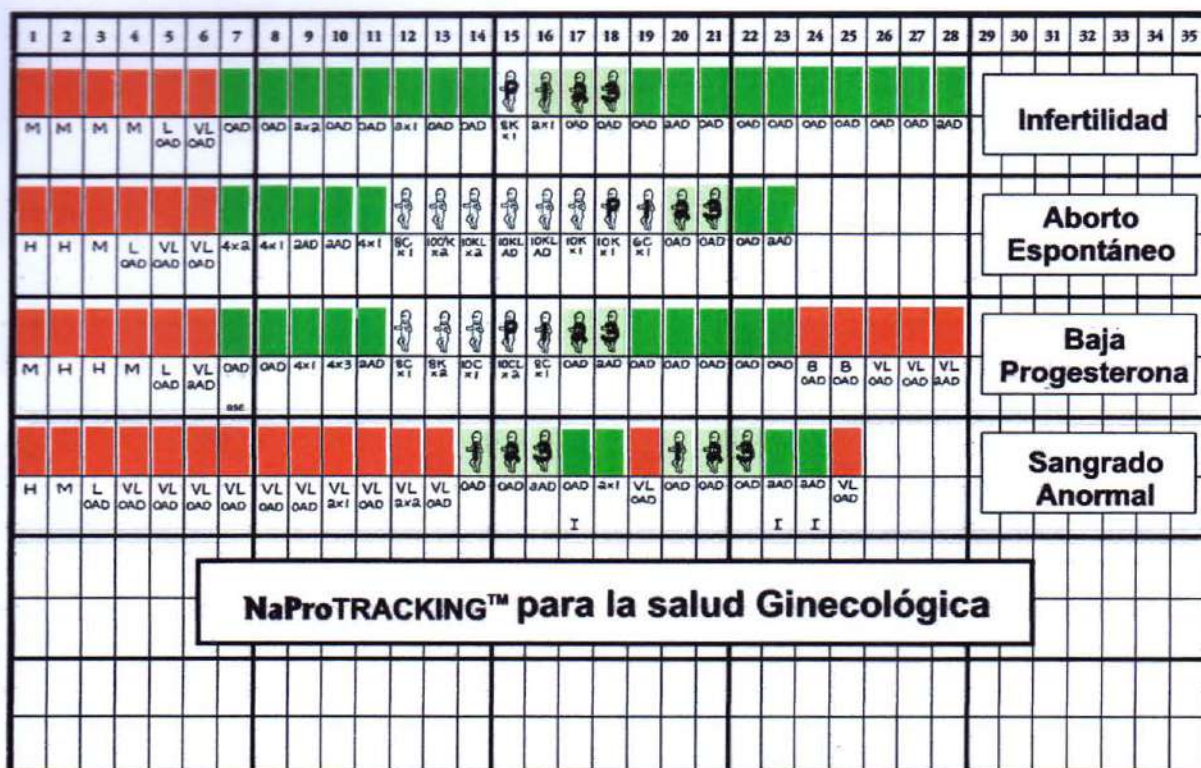 1 2 3 4 5 6 7 8 9 10 11 12 13 14 15 16 17 18 19 20 21 22 23 24 25 26 27 28 29 30 31 32 33 34 35
Infertilidad
M M M M L VL 0AD 0AD 2x2 0AD 0AD 2x1 0AD 0AD 8K 2x1 0AD 0AD 0AD 2AD 0AD 0AD 0AD 0AD 0AD 0AD 0AD 2AD
0AD 0AD x1
Aborto
Espontáneo
H H M L VL VL 4x2 4x1 2AD 2AD 4x1 8C 10C/K 10KL 10KL 10KL 10K 10K 6C 0AD 0AD 0AD 2AD
0AD 0AD 0AD x1 x2 x2 AD AD x1 x1 x1
Baja
Progesterona
M H H M L VL 0AD 0AD 4x1 4x3 2AD 8C 8K 10C 10CL 8C 0AD 2AD 0AD 0AD 0AD 0AD 0AD B B VL VL VL
0AD 2AD x1 x2 x1 x2 x1 0AD 0AD 0AD 0AD 2AD
BSE
Sangrado
Anormal
H M L VL VL VL VL VL VL VL VL VL VL 0AD 0AD 2AD 0AD 2x1 VL 0AD 0AD 0AD 2AD 2AD VL
0AD 0AD 0AD 0AD 0AD 0AD 0AD 2x1 0AD 2x2 0AD 0AD 0AD
I I I
NaProTRACKING™ para la salud Ginecológica